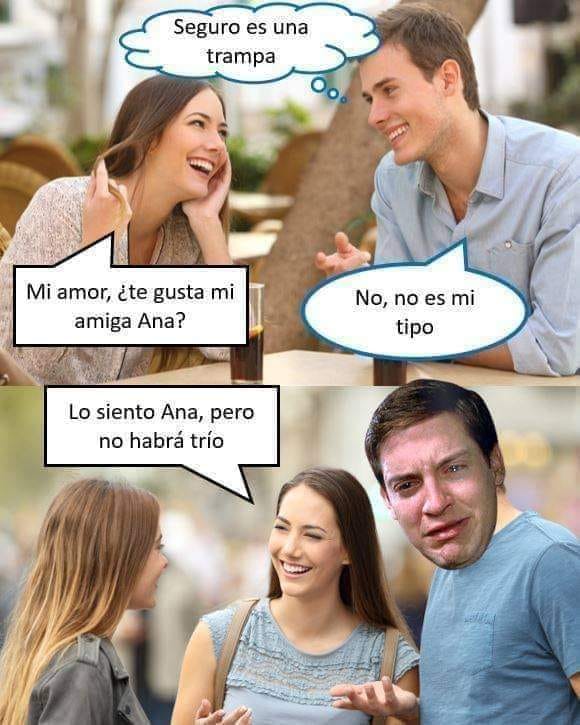 Seguro es una
trampa
Mi amor, ¿te gusta mi
amiga Ana?
No, no es mi
tipo
Lo siento Ana, pero
no habrá trío